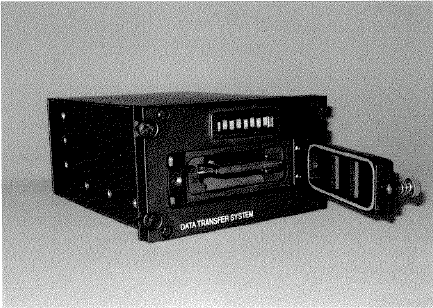 DATA TRANSFER SYSTEM